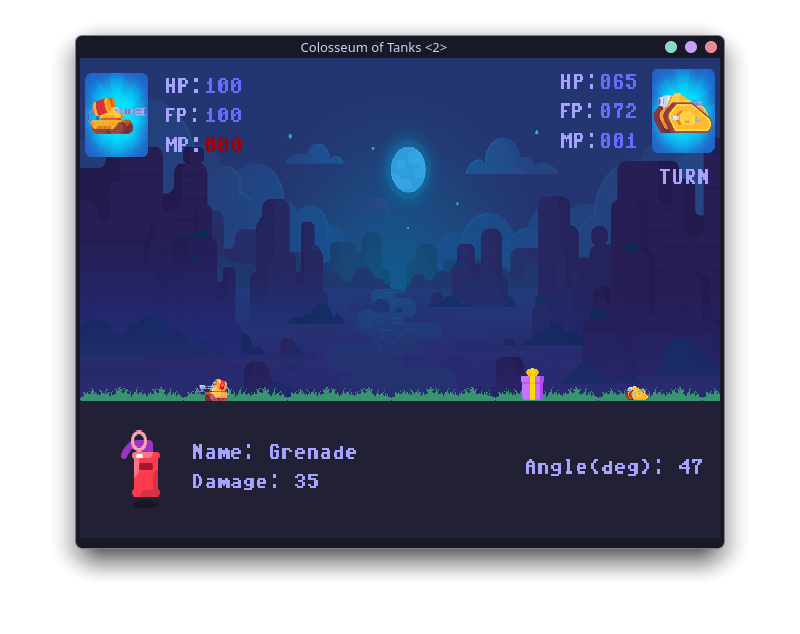 Colosseum of Tanks <2>
HP:100
FP:100
MP:000
HP:065
FP:072
MP:001
TURN
Name: Grenade
Damage: 35
Angle(deg): 47